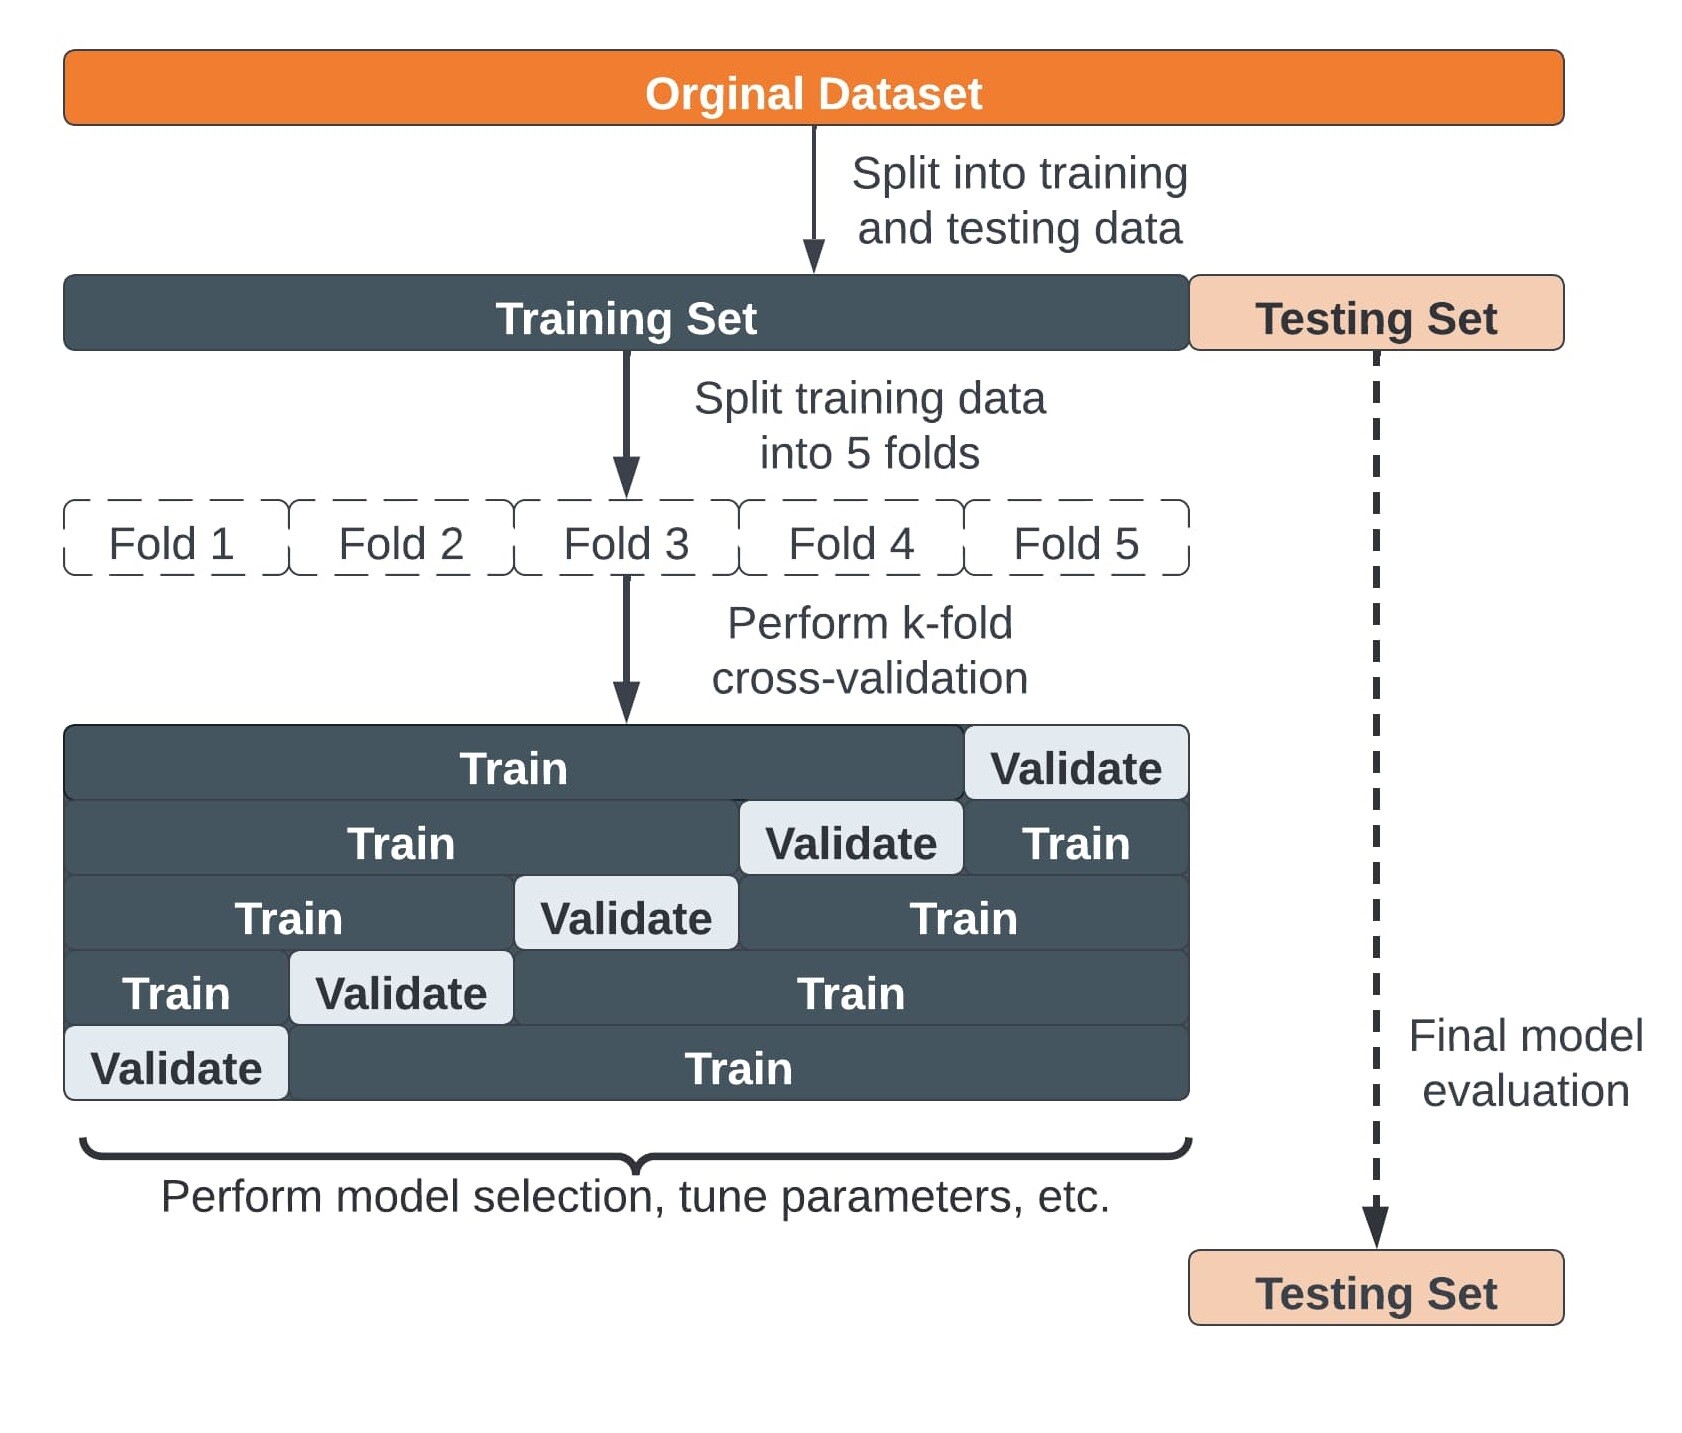 Orginal Dataset
Split into training
and testing data
Training Set Testing Set
Split training data
into 5 folds
Fold 1 Fold 2 Fold 3 Fold 4 Fold 5
Perform k-fold
cross-validation
Train Validate
Train Validate Train
Train Validate Train
Train Validate Train
Validate Train
Final model
evaluation
Perform model selection, tune parameters, etc.
Testing Set